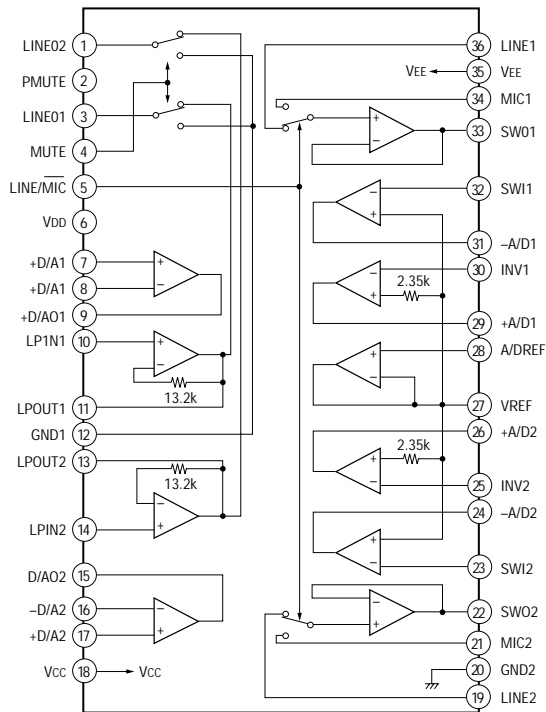 LINE02 1
PMUTE 2
LINE01 3
MUTE 4
LINE/MIC 5
VDD 6
+D/A1 7
+D/A1 8
+D/AO1 9
LP1N1 10
LPOUT1 11
GND1 12
LPOUT2 13
LPIN2 14
D/AO2 15
−D/A2 16
+D/A2 17
VCC 18 VCC
+
−
+
−
13.2k
13.2k
−
+
−
+
36 LINE1
VEE 35 VEE
34 MIC1
33 SW01
32 SWI1
31 −A/D1
30 INV1
29 +A/D1
28 A/DREF
27 VREF
26 +A/D2
25 INV2
24 −A/D2
23 SWI2
22 SWO2
21 MIC2
20 GND2
19 LINE2
+
−
−
+
−
+
2.35k
+
−
−
+
2.35k
+
−
−
+